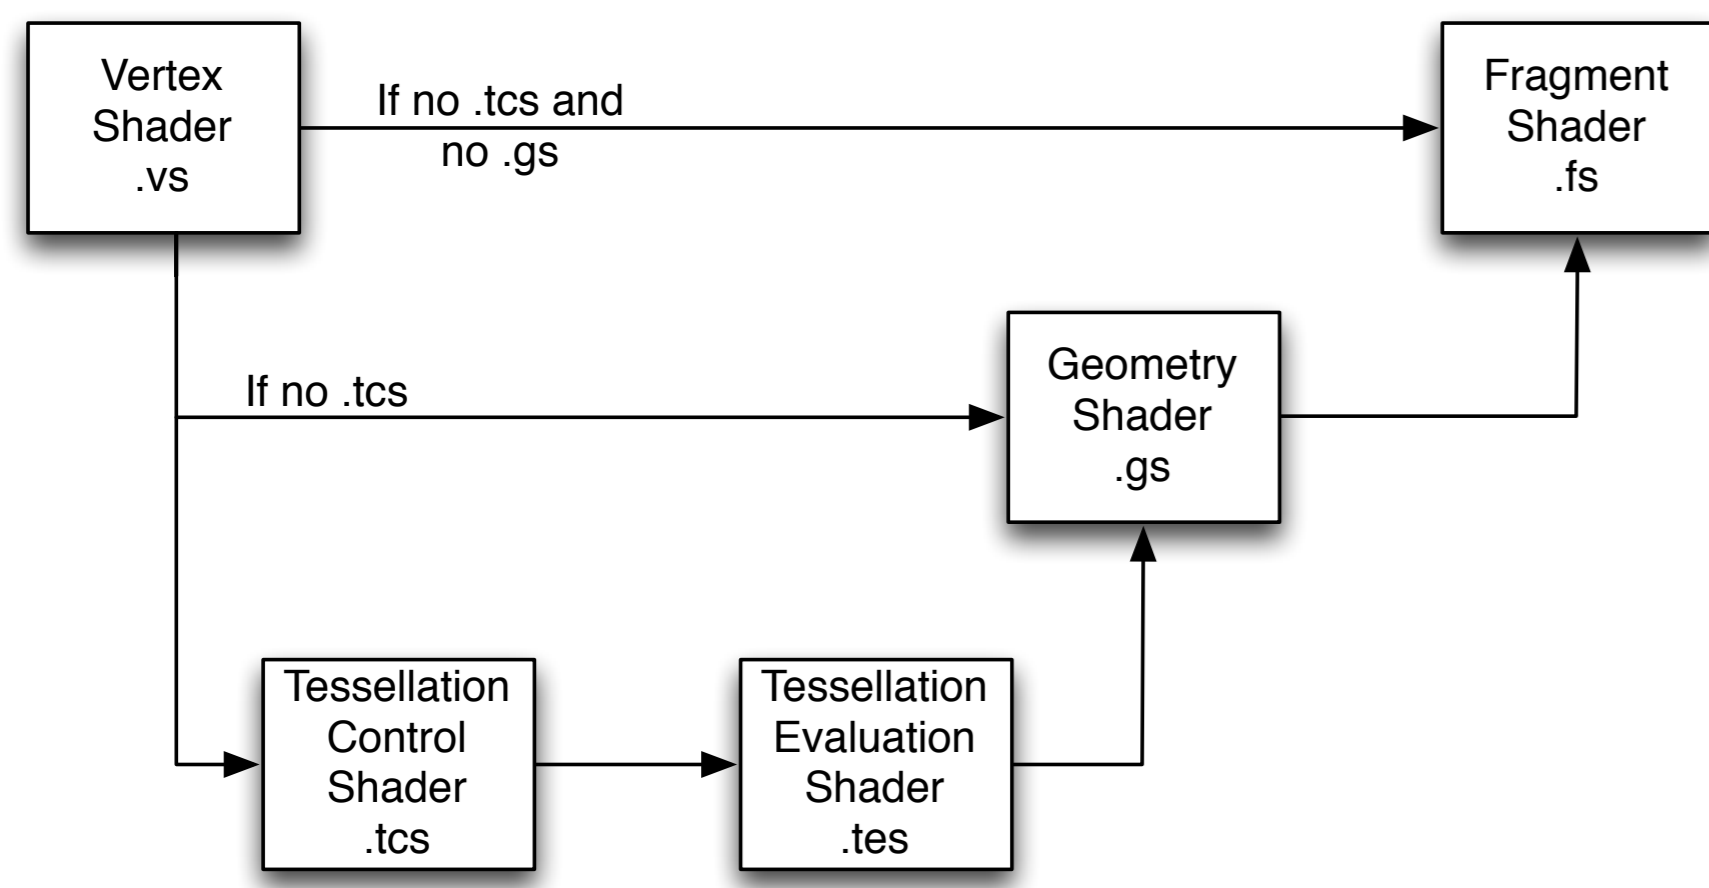 Vertex
Shader
.vs
If no .tcs and
no .gs
Fragment
Shader
.fs
If no .tcs
Geometry
Shader
.gs
Tessellation
Control
Shader
.tcs
Tessellation
Evaluation
Shader
.tes